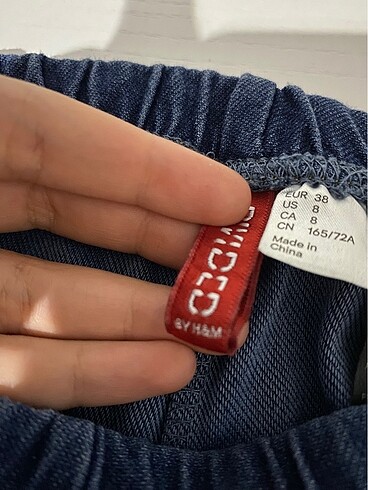 DIVIDED
BY H&M
EUR 38
US 8
CA 8
CN 165/72A
Made in
China